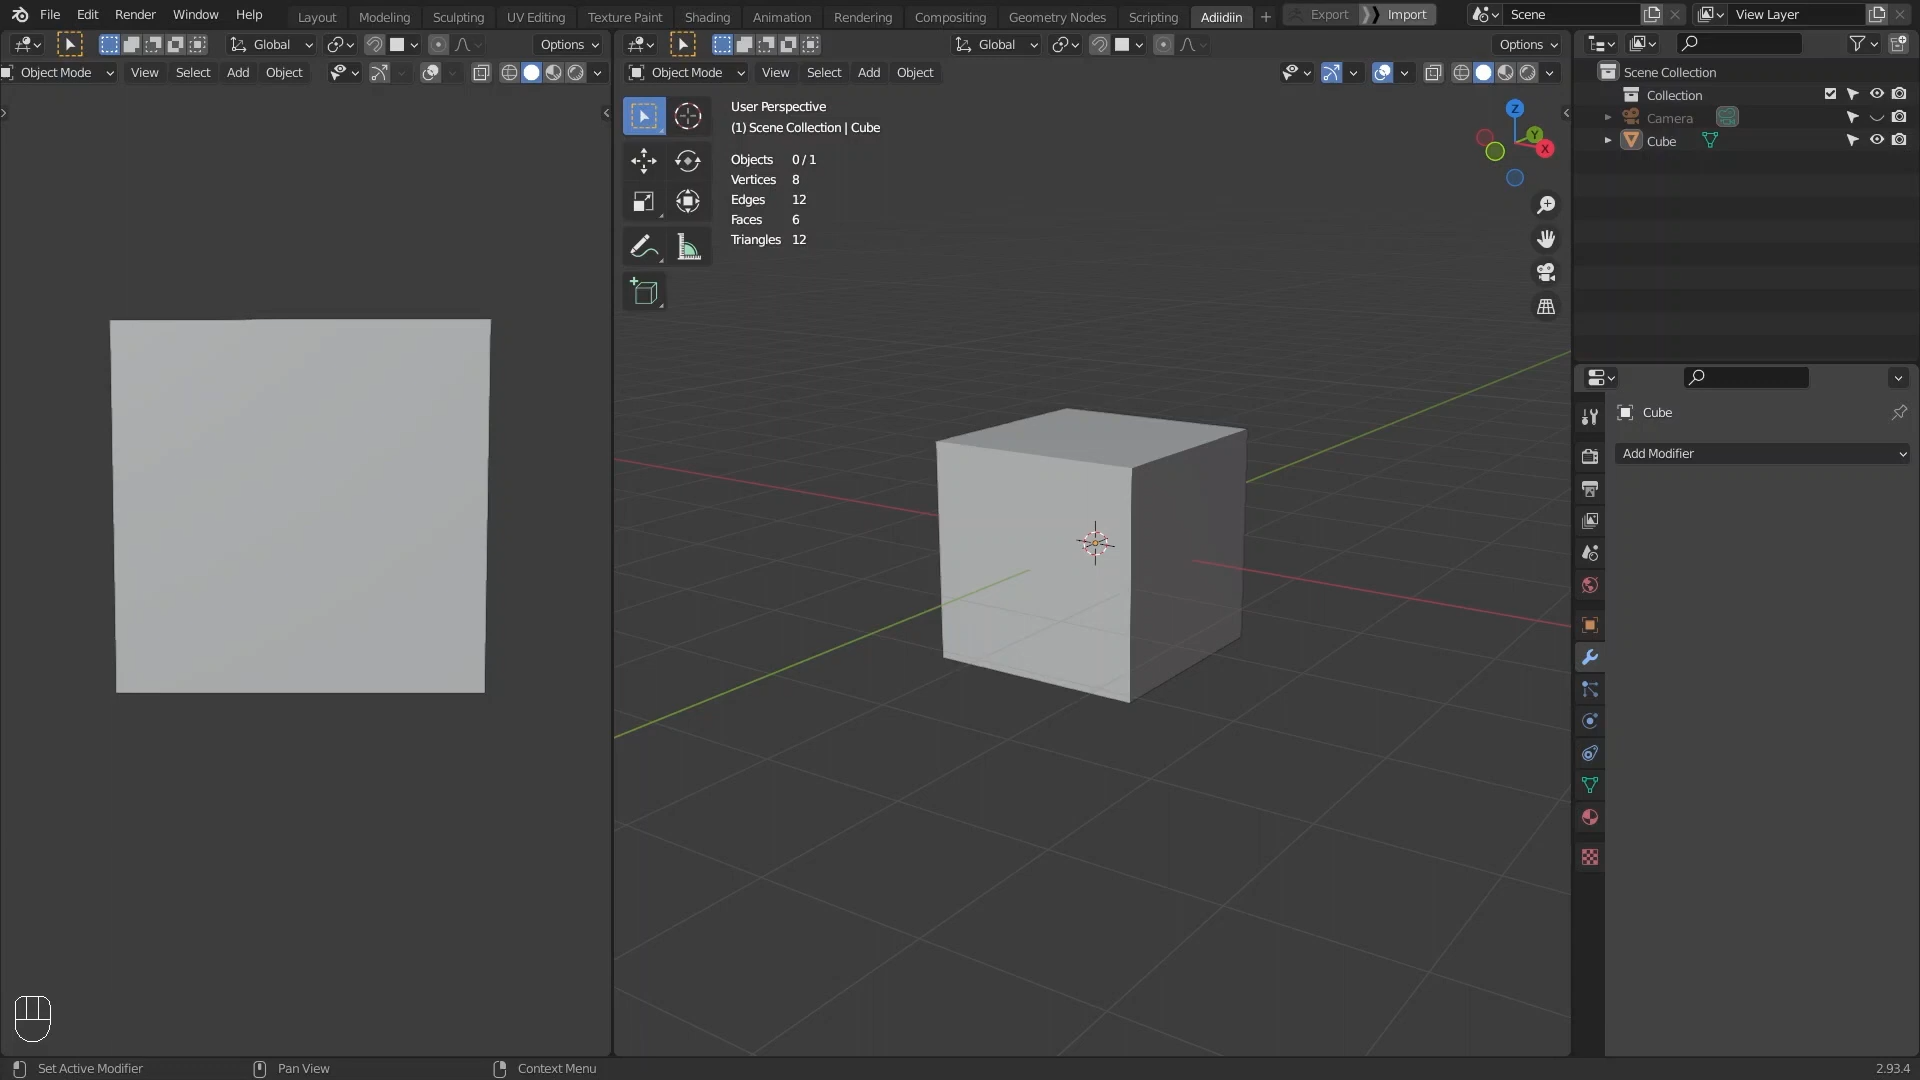 File Edit Render Window Help Layout Modeling Sculpting UV Editing Texture Paint Shading Animation Rendering Compositing Geometry Nodes Scripting Adiidiin + Export Import Scene View Layer
Global Options Global Options
Object Mode View Select Add Object Object Mode View Select Add Object
Scene Collection
Collection
Camera
Cube
User Perspective
(1) Scene Collection | Cube
Objects 0 / 1
Vertices 8
Edges 12
Faces 6
Triangles 12
Z
Y
X
Cube
Add Modifier
Set Active Modifier Pan View Context Menu 2.93.4